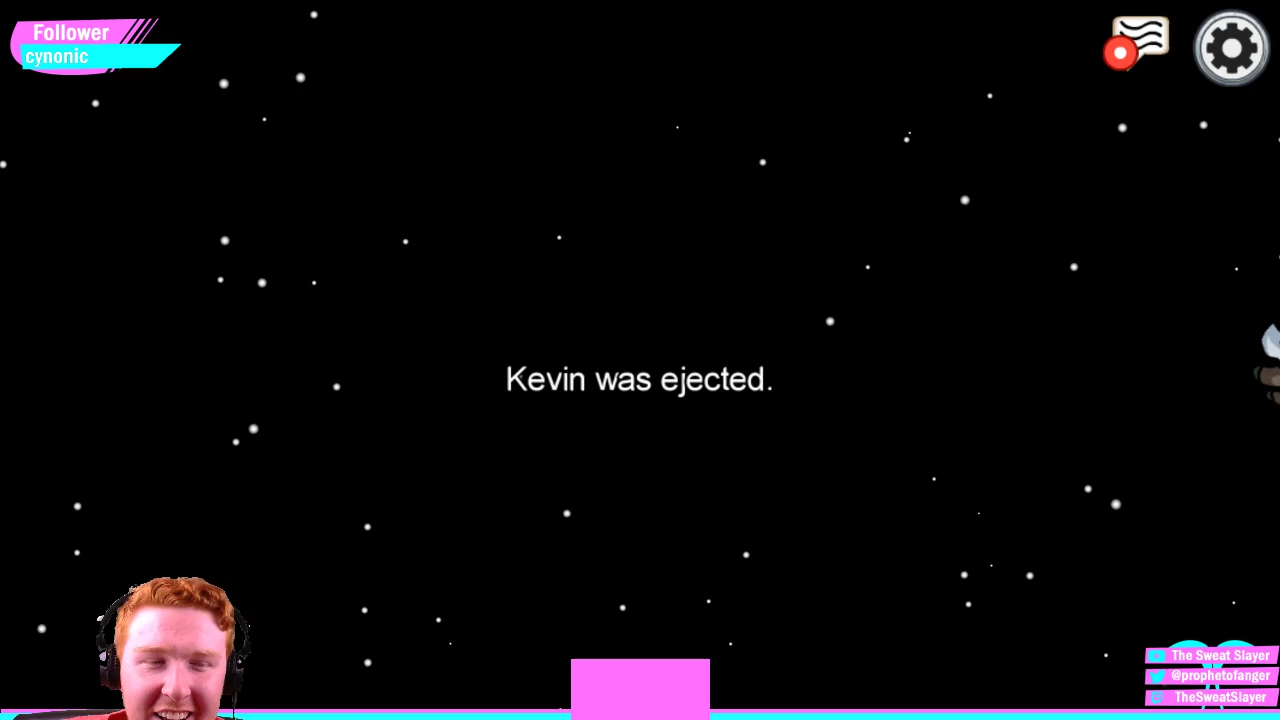 Follower
cynonic
Kevin was ejected.
The Sweat Slayer
@prophetofanger
TheSweatSlayer